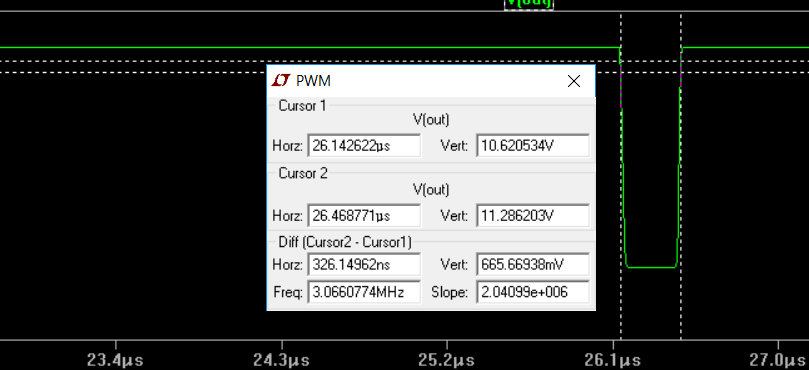 V(out)
PWM
Cursor 1
V(out)
Horz: 26.142622µs Vert: 10.620534V
Cursor 2
V(out)
Horz: 26.468771µs Vert: 11.286203V
Diff (Cursor2 - Cursor1)
Horz: 326.14962ns Vert: 665.66938mV
Freq: 3.0660774MHz Slope: 2.04099e+006
23.4µs 24.3µs 25.2µs 26.1µs 27.0µs